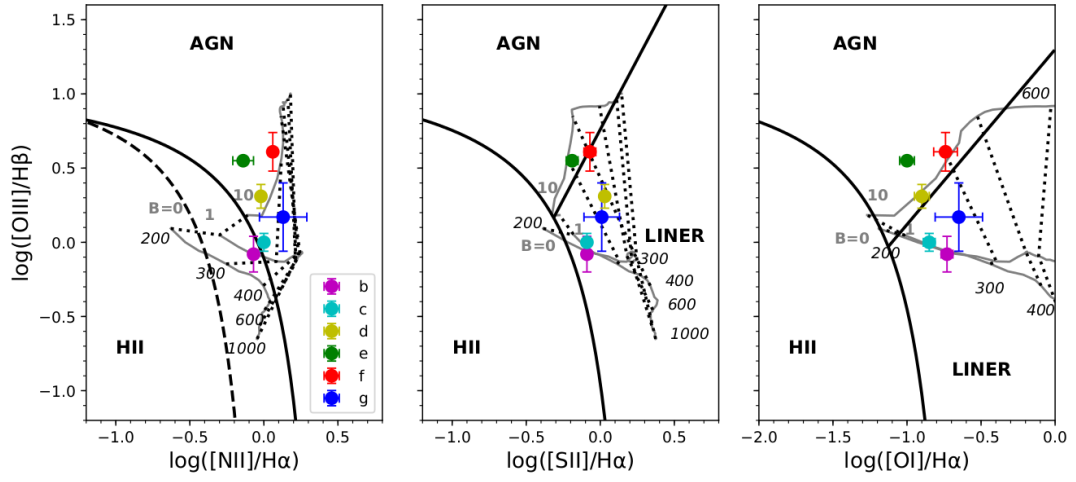 AGN
HII
B=0
1
10
200
300
400
600
1000
b
c
d
e
f
g
1.5
1.0
0.5
0.0
−0.5
−1.0
log([OIII]/Hβ)
−1.0 −0.5 0.0 0.5
log([NII]/Hα)
AGN
LINER
HII
B=0
1
10
200
300
400
600
1000
−1.0 −0.5 0.0 0.5
log([SII]/Hα)
AGN
600
10
B=0
200
300
400
HII
LINER
−2.0 −1.5 −1.0 −0.5 0.0
log([OI]/Hα)